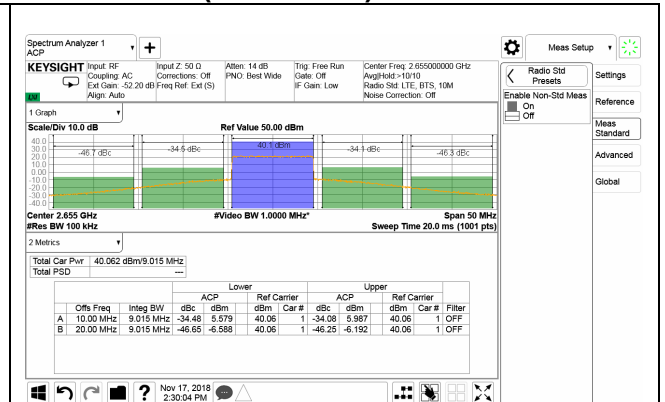 Spectrum Analyzer 1
ACP
Meas Setup
KEYSIGHT
Input: RF
Coupling: AC
Ext Gain: -52.20 dB
Align: Auto
Input Z: 50 Ω
Corrections: Off
Freq Ref: Ext (S)
Atten: 14 dB
PNO: Best Wide
Trig: Free Run
Gate: Off
IF Gain: Low
Center Freq: 2.655000000 GHz
Avg|Hold:>10/10
Radio Std: LTE, BTS, 10M
Noise Correction: Off
Radio Std
Presets
Enable Non-Std Meas
On
Off
Settings
Reference
Meas
Standard
Advanced
Global
1 Graph
Scale/Div 10.0 dB
Ref Value 50.00 dBm
40.0
30.0
20.0
10.0
0.00
-10.0
-20.0
-30.0
-40.0
-46.7 dBc
-34.5 dBc
40.1 dBm
-34.1 dBc
-46.3 dBc
Center 2.655 GHz
#Video BW 1.0000 MHz*
Span 50 MHz
#Res BW 100 kHz
Sweep Time 20.0 ms (1001 pts)
2 Metrics
Total Car Pwr 40.062 dBm/9.015 MHz
Total PSD ---
Lower Upper
ACP Ref Carrier ACP Ref Carrier
Offs Freq Integ BW dBc dBm dBm Car # dBc dBm dBm Car # Filter
A 10.00 MHz 9.015 MHz -34.48 5.579 40.06 1 -34.08 5.987 40.06 1 OFF
B 20.00 MHz 9.015 MHz -46.65 -6.588 40.06 1 -46.25 -6.192 40.06 1 OFF
Nov 17, 2018
2:30:04 PM